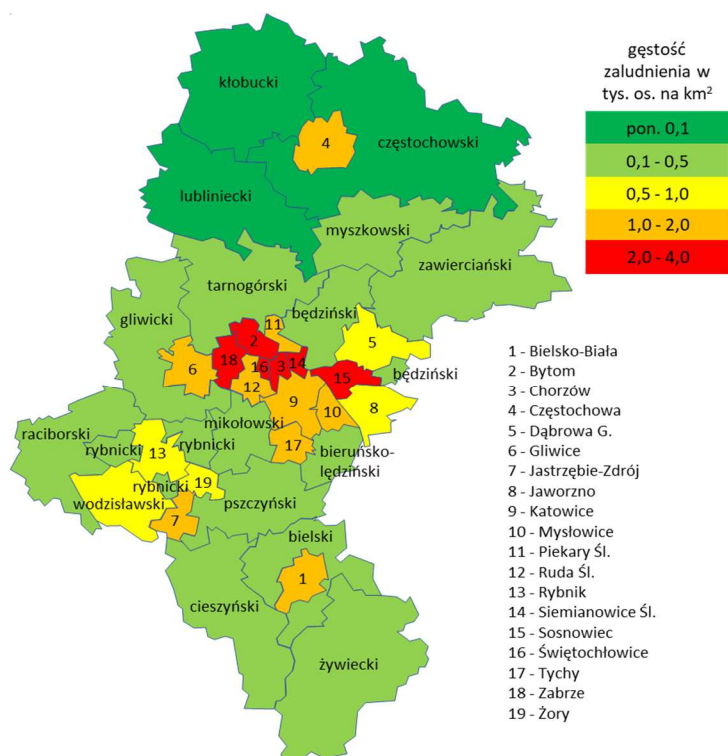 gęstość
zaludnienia w
tys. os. na km²
pon. 0,1
0,1 - 0,5
0,5 - 1,0
1,0 - 2,0
2,0 - 4,0
kłobucki
4
częstochowski
lubliniecki
myszkowski
zawierciański
tarnogórski
będziński
gliwicki
11
2
5
18
16
3
14
6
12
15
będziński
9
10
8
mikołowski
raciborski
rybnicki
13
rybnicki
17
bieruńsko-
lędziński
rybnicki
19
wodzisławski
pszczyński
7
bielski
1
cieszyński
żywiecki
1 - Bielsko-Biała
2 - Bytom
3 - Chorzów
4 - Częstochowa
5 - Dąbrowa G.
6 - Gliwice
7 - Jastrzębie-Zdrój
8 - Jaworzno
9 - Katowice
10 - Mysłowice
11 - Piekary Śl.
12 - Ruda Śl.
13 - Rybnik
14 - Siemianowice Śl.
15 - Sosnowiec
16 - Świętochłowice
17 - Tychy
18 - Zabrze
19 - Żory